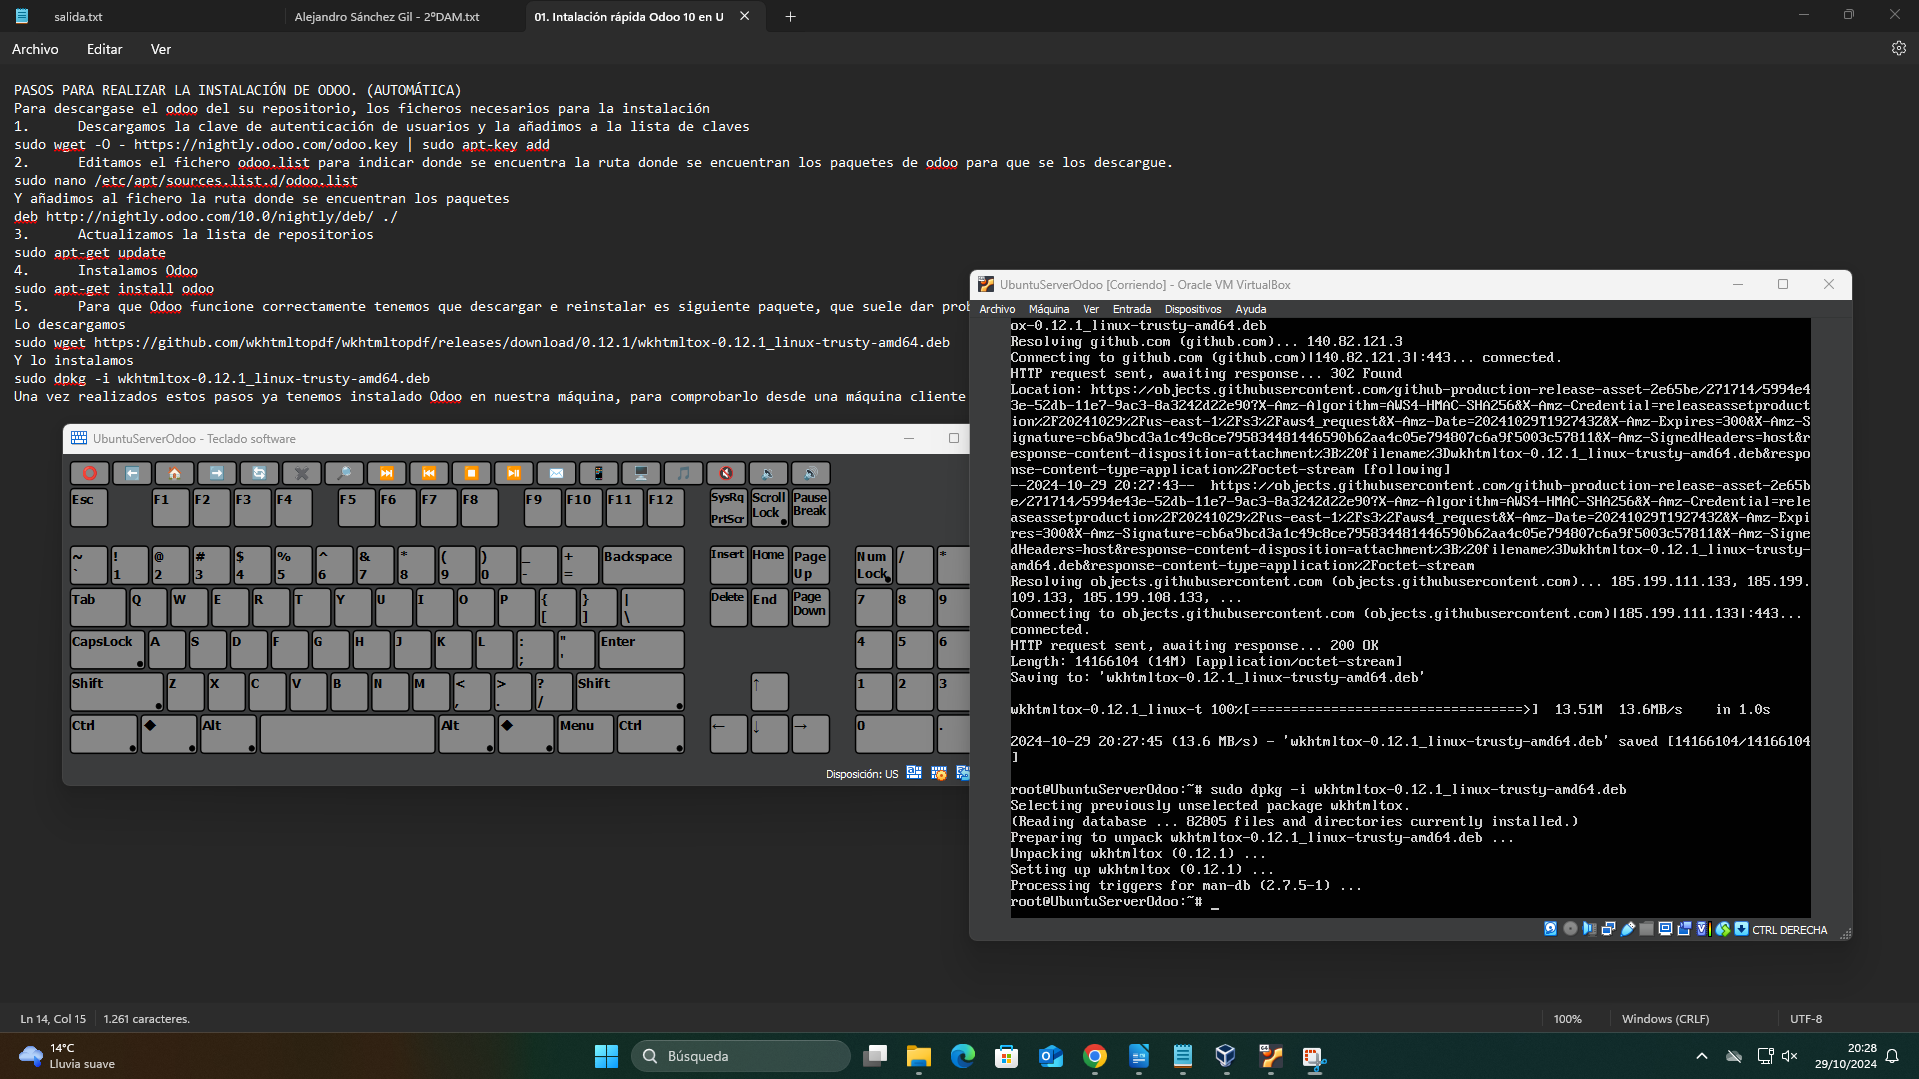 salida.txt
Alejandro Sánchez Gil - 2ºDAM.txt
01. Intalación rápida Odoo 10 en U
Archivo
Editar
Ver
PASOS PARA REALIZAR LA INSTALACIÓN DE ODOO. (AUTOMÁTICA)
Para descargase el odoo del su repositorio, los ficheros necesarios para la instalación
1. Descargamos la clave de autenticación de usuarios y la añadimos a la lista de claves
sudo wget -O - https://nightly.odoo.com/odoo.key | sudo apt-key add
2. Editamos el fichero odoo.list para indicar donde se encuentra la ruta donde se encuentran los paquetes de odoo para que se los descargue.
sudo nano /etc/apt/sources.list.d/odoo.list
Y añadimos al fichero la ruta donde se encuentran los paquetes
deb http://nightly.odoo.com/10.0/nightly/deb/ ./
3. Actualizamos la lista de repositorios
sudo apt-get update
4. Instalamos Odoo
sudo apt-get install odoo
5. Para que Odoo funcione correctamente tenemos que descargar e reinstalar es siguiente paquete, que suele dar prob
Lo descargamos
sudo wget https://github.com/wkhtmltopdf/wkhtmltopdf/releases/download/0.12.1/wkhtmltox-0.12.1_linux-trusty-amd64.deb
Y lo instalamos
sudo dpkg -i wkhtmltox-0.12.1_linux-trusty-amd64.deb
Una vez realizados estos pasos ya tenemos instalado Odoo en nuestra máquina, para comprobarlo desde una máquina cliente
UbuntuServerOdoo - Teclado software
Esc F1 F2 F3 F4 F5 F6 F7 F8 F9 F10 F11 F12 SysRq PrtScr Scroll Lock Pause Break
~ ` ! 1 @ 2 # 3 $ 4 % 5 ^ 6 & 7 * 8 ( 9 ) 0 _ - + = Backspace Insert Home Page Up Num Lock / *
Tab Q W E R T Y U I O P { [ } ] | \ Delete End Page Down 7 8 9
CapsLock A S D F G H J K L : ; " ' Enter 4 5 6
Shift Z X C V B N M < , > . ? / Shift ↑ 1 2 3
Ctrl ◆ Alt Alt ◆ Menu Ctrl ← ↓ → 0 .
Disposición: US
UbuntuServerOdoo [Corriendo] - Oracle VM VirtualBox
Archivo Máquina Ver Entrada Dispositivos Ayuda
ox-0.12.1_linux-trusty-amd64.deb
Resolving github.com (github.com)... 140.82.121.3
Connecting to github.com (github.com)|140.82.121.3|:443... connected.
HTTP request sent, awaiting response... 302 Found
Location: https://objects.githubusercontent.com/github-production-release-asset-2e65be/271714/5994e4
3e-52db-11e7-9ac3-8a3242d22e90?X-Amz-Algorithm=AWS4-HMAC-SHA256&X-Amz-Credential=releaseassetproduct
ion%2F20241029%2Fus-east-1%2Fs3%2Faws4_request&X-Amz-Date=20241029T192743Z&X-Amz-Expires=300&X-Amz-S
ignature=cb6a9bcd3a1c49c8ce795834481446590b62aa4c05e794807c6a9f5003c57811&X-Amz-SignedHeaders=host&r
esponse-content-disposition=attachment%3B%20filename%3Dwkhtmltox-0.12.1_linux-trusty-amd64.deb&respo
nse-content-type=application%2Foctet-stream [following]
--2024-10-29 20:27:43-- https://objects.githubusercontent.com/github-production-release-asset-2e65b
e/271714/5994e43e-52db-11e7-9ac3-8a3242d22e90?X-Amz-Algorithm=AWS4-HMAC-SHA256&X-Amz-Credential=rele
aseassetproduction%2F20241029%2Fus-east-1%2Fs3%2Faws4_request&X-Amz-Date=20241029T192743Z&X-Amz-Expi
res=300&X-Amz-Signature=cb6a9bcd3a1c49c8ce795834481446590b62aa4c05e794807c6a9f5003c57811&X-Amz-Signe
dHeaders=host&response-content-disposition=attachment%3B%20filename%3Dwkhtmltox-0.12.1_linux-trusty-
amd64.deb&response-content-type=application%2Foctet-stream
Resolving objects.githubusercontent.com (objects.githubusercontent.com)... 185.199.111.133, 185.199.
109.133, 185.199.108.133, ...
Connecting to objects.githubusercontent.com (objects.githubusercontent.com)|185.199.111.133|:443...
connected.
HTTP request sent, awaiting response... 200 OK
Length: 14166104 (14M) [application/octet-stream]
Saving to: 'wkhtmltox-0.12.1_linux-trusty-amd64.deb'
wkhtmltox-0.12.1_linux-t 100%[==================================>] 13.51M 13.6MB/s in 1.0s
2024-10-29 20:27:45 (13.6 MB/s) - 'wkhtmltox-0.12.1_linux-trusty-amd64.deb' saved [14166104/14166104
]
root@UbuntuServerOdoo:~# sudo dpkg -i wkhtmltox-0.12.1_linux-trusty-amd64.deb
Selecting previously unselected package wkhtmltox.
(Reading database ... 82805 files and directories currently installed.)
Preparing to unpack wkhtmltox-0.12.1_linux-trusty-amd64.deb ...
Unpacking wkhtmltox (0.12.1) ...
Setting up wkhtmltox (0.12.1) ...
Processing triggers for man-db (2.7.5-1) ...
root@UbuntuServerOdoo:~# _
CTRL DERECHA
Ln 14, Col 15
1.261 caracteres.
100%
Windows (CRLF)
UTF-8
14°C
Lluvia suave
Búsqueda
20:28
29/10/2024